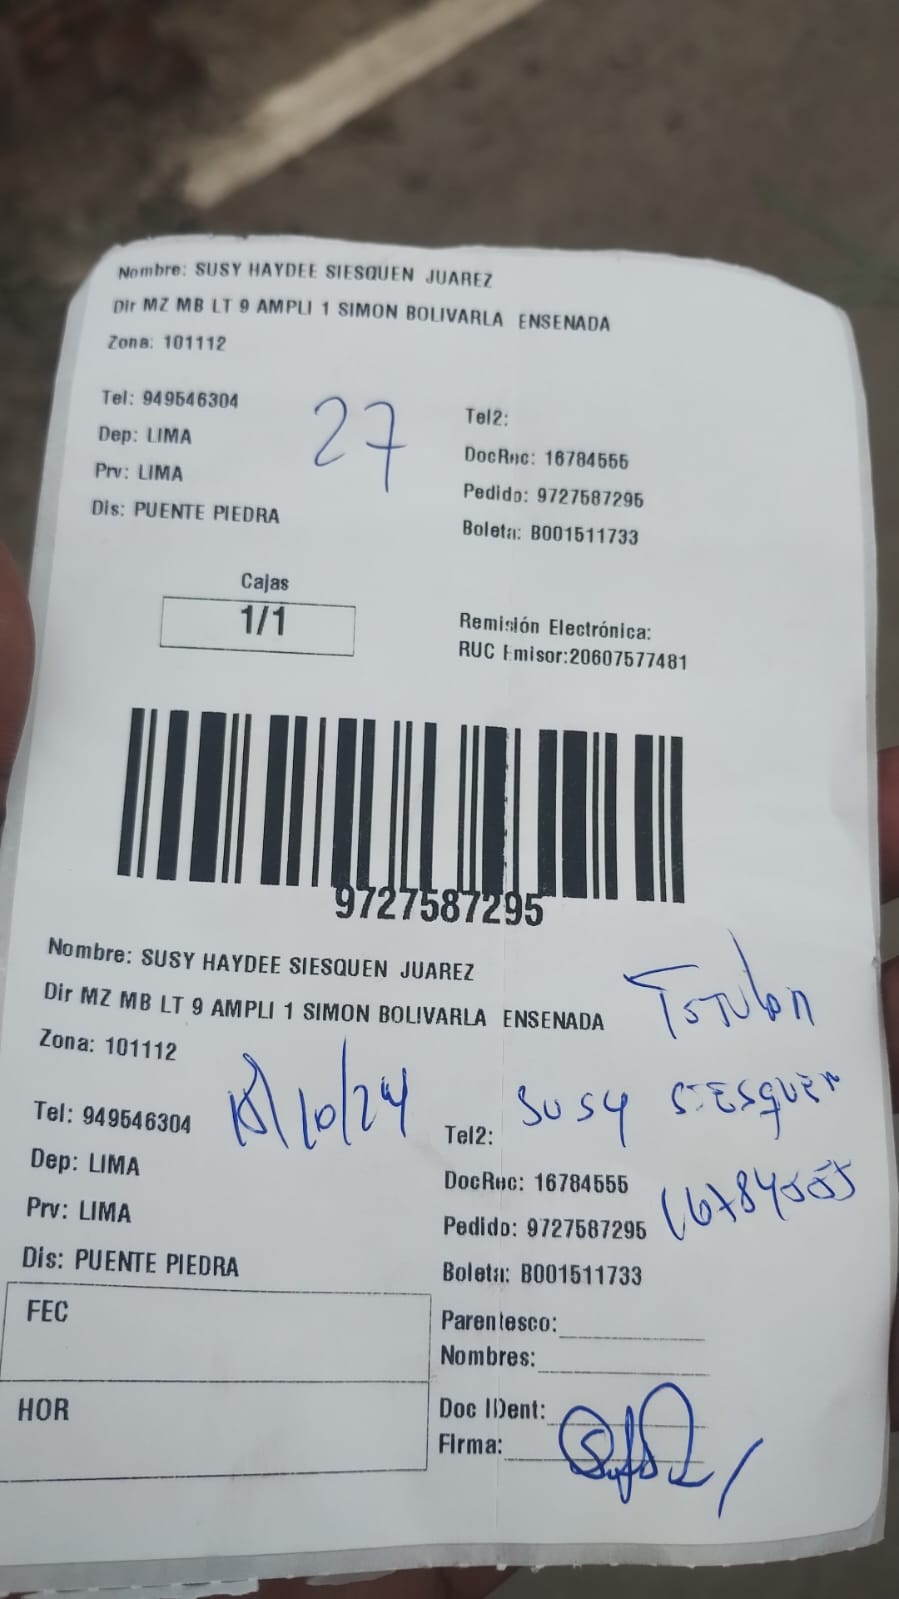 Nombre: SUSY HAYDEE SIESQUEN JUAREZ
Dir MZ MB LT 9 AMPLI 1 SIMON BOLIVARLA ENSENADA
Zona: 101112
Tel: 949546304
27
Tel2:
Dep: LIMA
DocRec: 16784555
Prv: LIMA
Pedido: 9727587295
Dis: PUENTE PIEDRA
Boleta: B001511733
Cajas
1/1
Remisión Electrónica:
RUC Emisor:20607577481
9727587295
Nombre: SUSY HAYDEE SIESQUEN JUAREZ
Dir MZ MB LT 9 AMPLI 1 SIMON BOLIVARLA ENSENADA
Zona: 101112
18/10/24
SUSY SIESQUEN
Tel: 949546304
Tel2:
Dep: LIMA
DocRec: 16784555
16784555
Prv: LIMA
Pedido: 9727587295
Dis: PUENTE PIEDRA
Boleta: B001511733
FEC
Parentesco:
Nombres:
HOR
Doc IDent:
Firma: